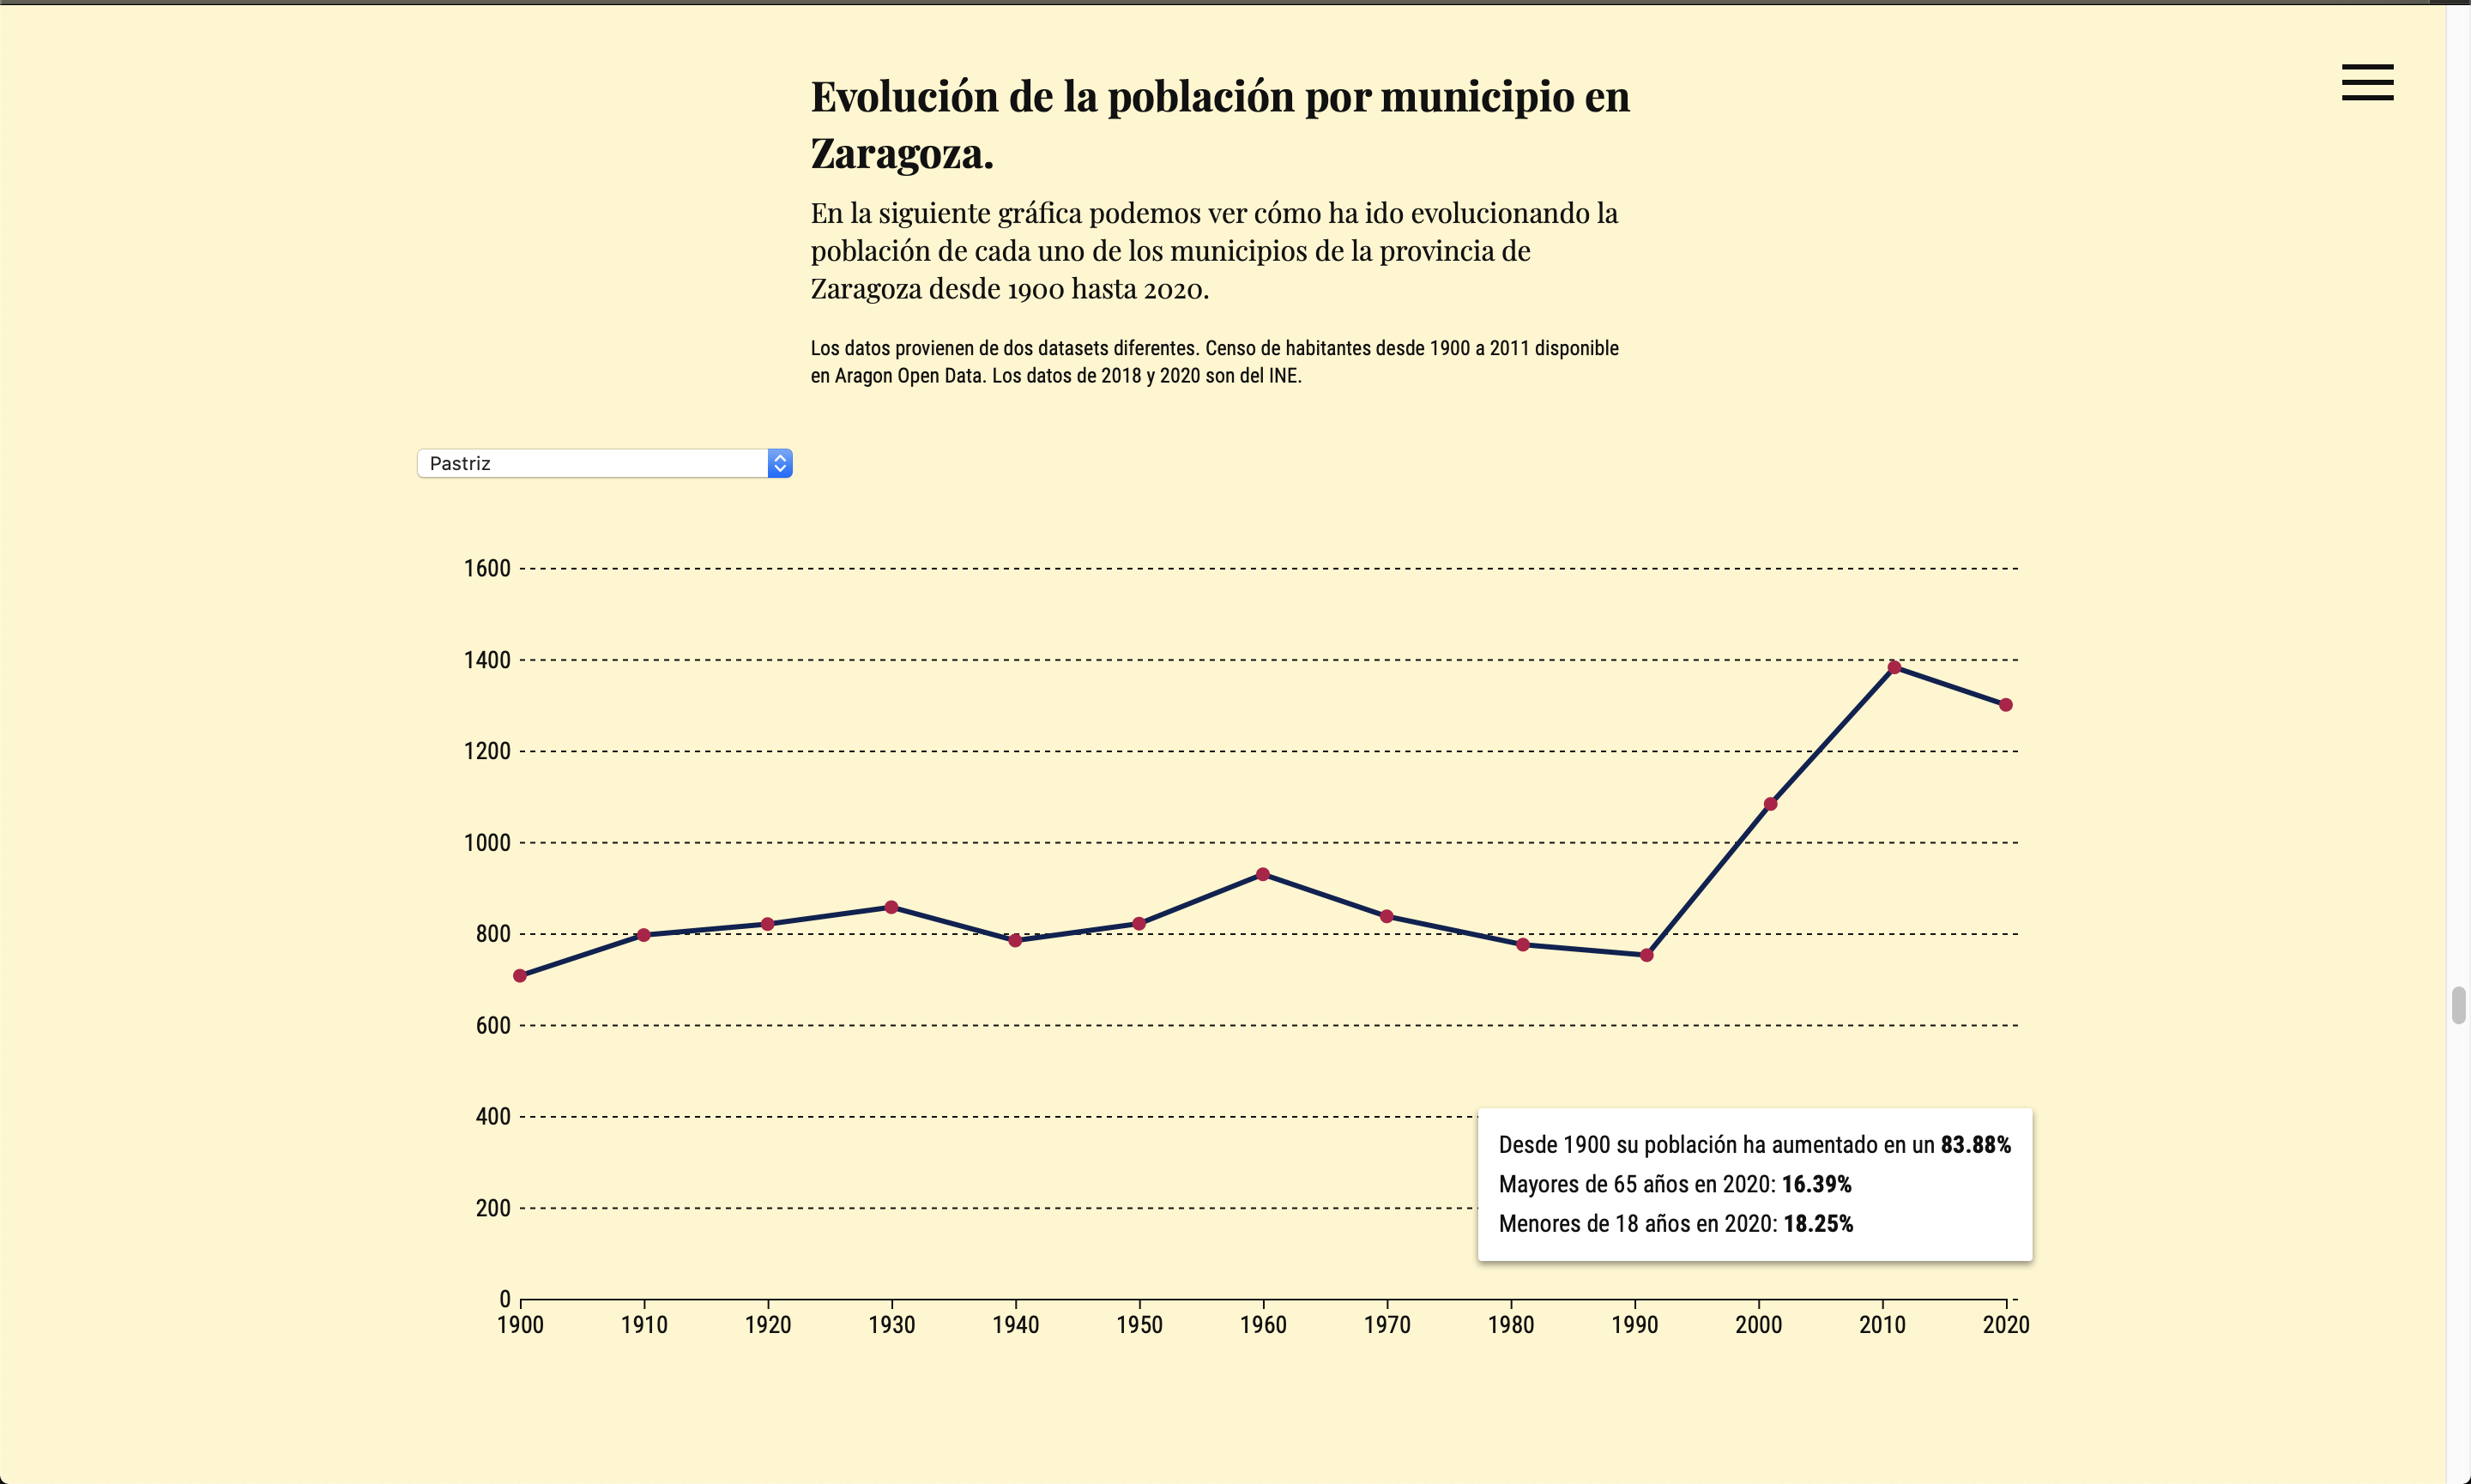 Evolución de la población por municipio en
Zaragoza.
En la siguiente gráfica podemos ver cómo ha ido evolucionando la
población de cada uno de los municipios de la provincia de
Zaragoza desde 1900 hasta 2020.
Los datos provienen de dos datasets diferentes. Censo de habitantes desde 1900 a 2011 disponible
en Aragon Open Data. Los datos de 2018 y 2020 son del INE.
Pastriz
1600
1400
1200
1000
800
600
400
200
0
Desde 1900 su población ha aumentado en un 83.88%
Mayores de 65 años en 2020: 16.39%
Menores de 18 años en 2020: 18.25%
1900 1910 1920 1930 1940 1950 1960 1970 1980 1990 2000 2010 2020